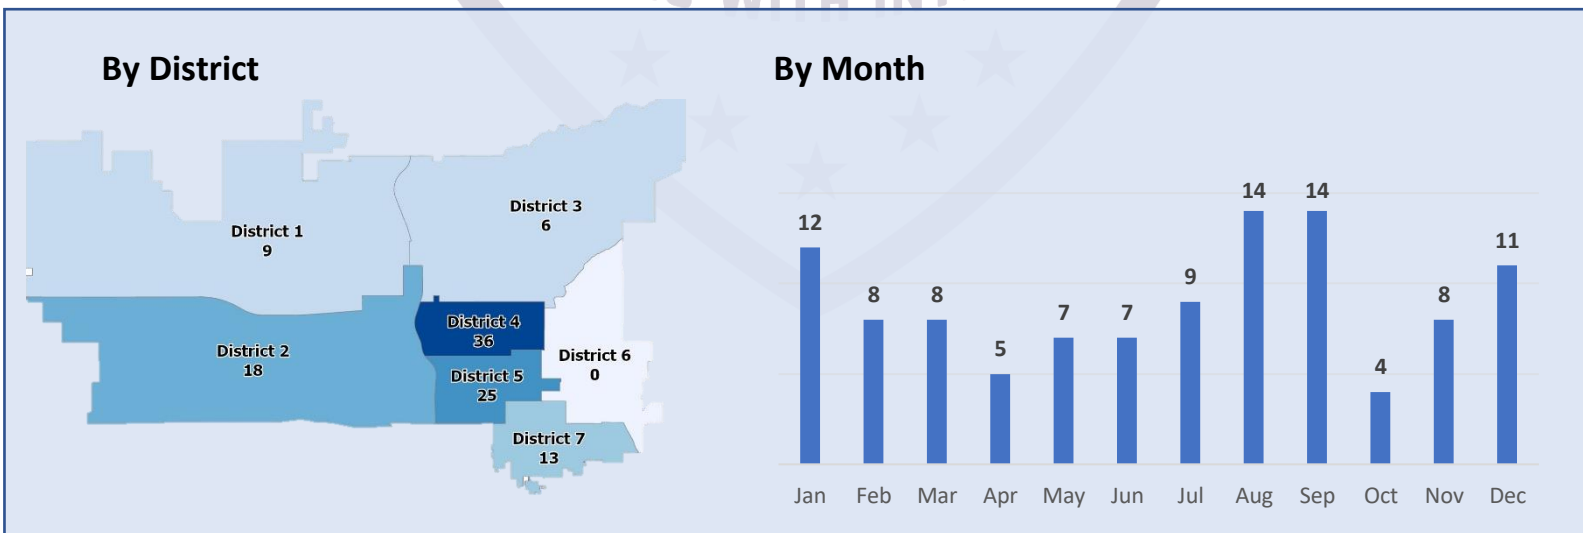 WITH IN
By District
By Month
District 1
9
District 3
6
District 2
18
District 4
36
District 5
25
District 6
0
District 7
13
12
8
8
5
7
7
9
14
14
4
8
11
Jan Feb Mar Apr May Jun Jul Aug Sep Oct Nov Dec